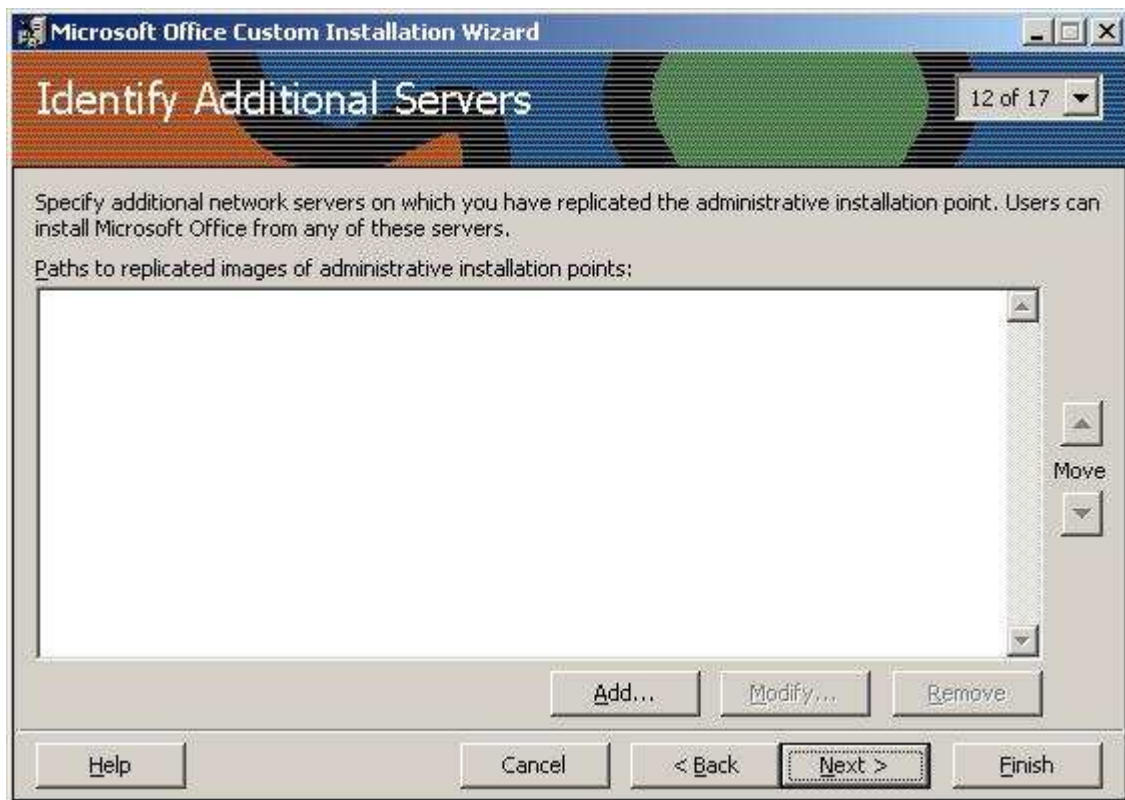 Microsoft Office Custom Installation Wizard
Identify Additional Servers
12 of 17
Specify additional network servers on which you have replicated the administrative installation point. Users can
install Microsoft Office from any of these servers.
Paths to replicated images of administrative installation points:
Move
Add...
Modify...
Remove
Help
Cancel
< Back
Next >
Finish